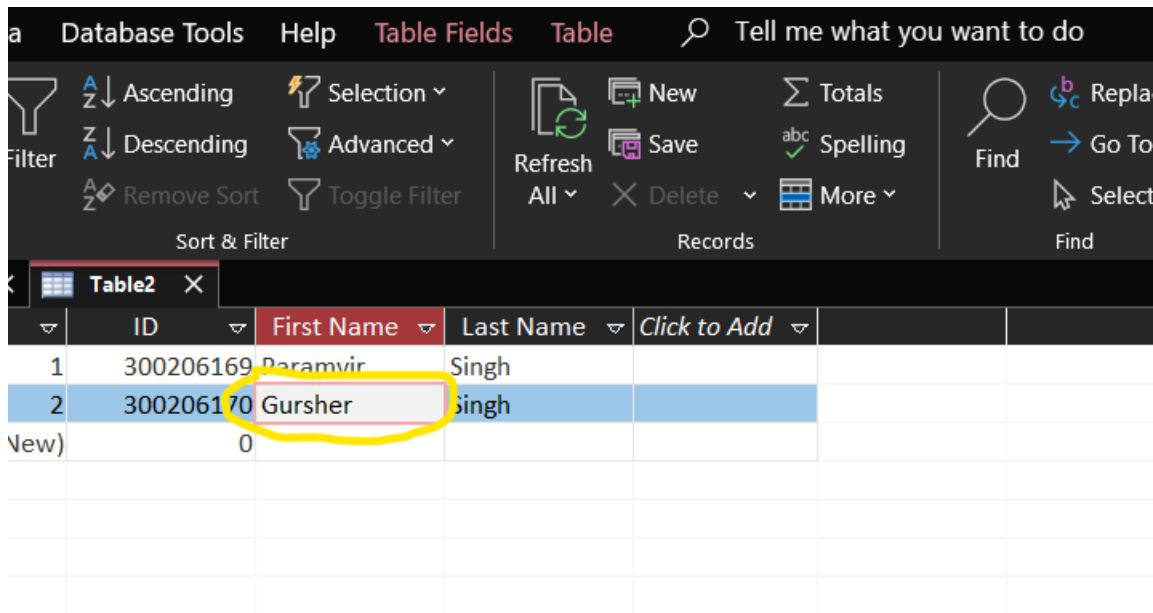 a Database Tools Help Table Fields Table Tell me what you want to do
Filter Ascending Selection New Totals Repla
Descending Advanced Refresh All Save Spelling Find Go To
Remove Sort Toggle Filter Delete More Select
Sort & Filter Records Find
Table2
ID First Name Last Name Click to Add
1 300206169 Paramvir Singh
2 300206170 Gursher Singh
New) 0